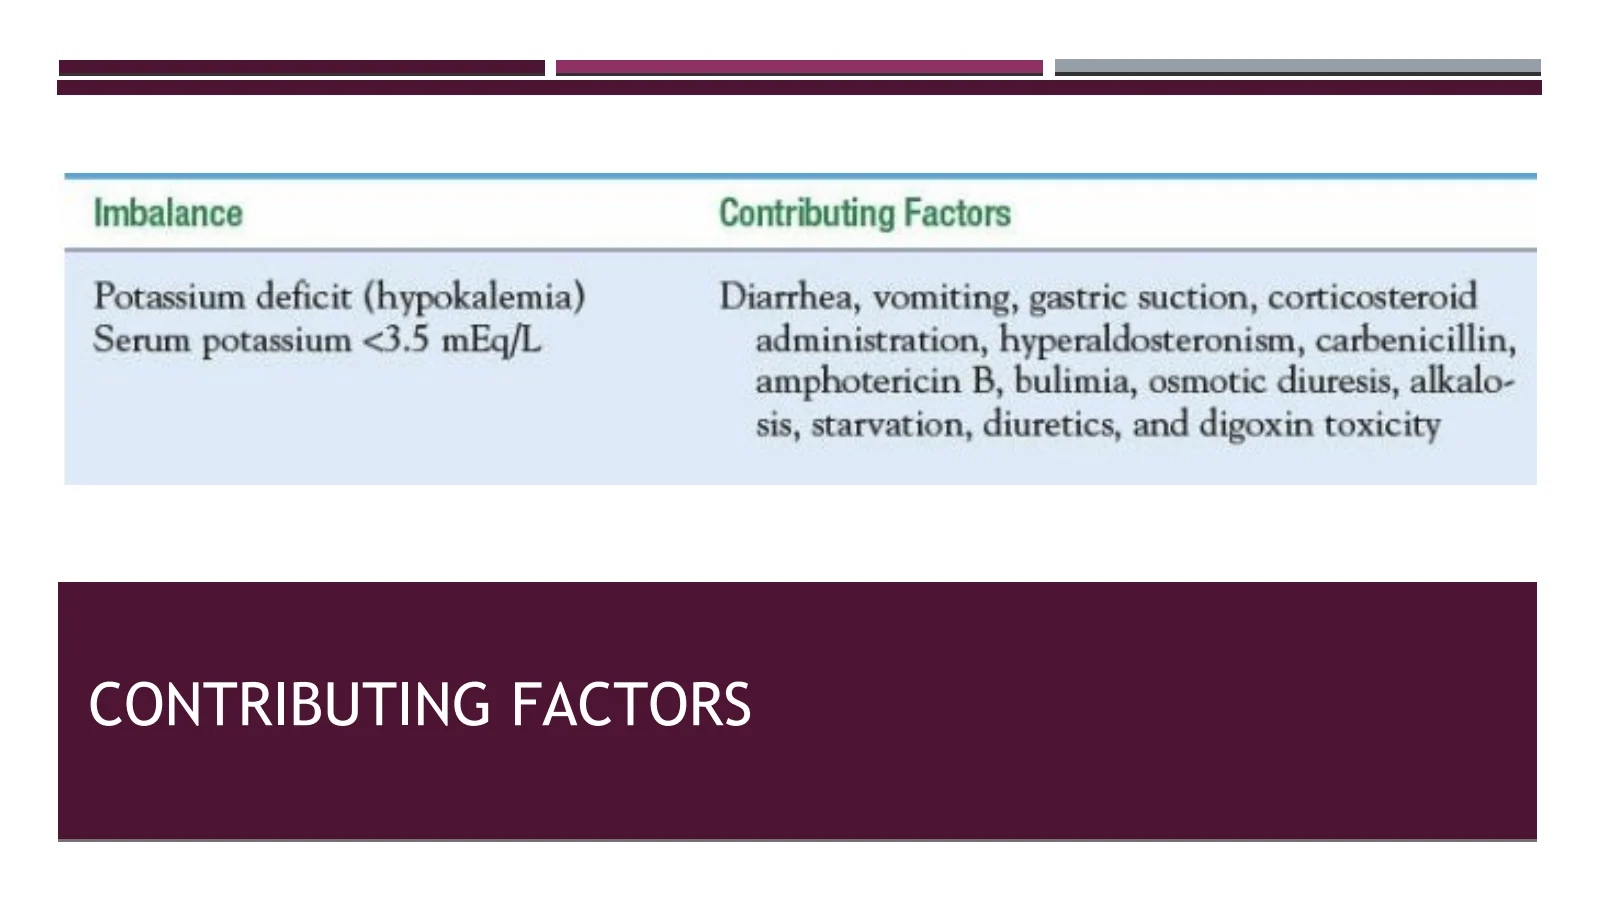 Imbalance
Contributing Factors
Potassium deficit (hypokalemia)
Serum potassium <3.5 mEq/L
Diarrhea, vomiting, gastric suction, corticosteroid
administration, hyperaldosteronism, carbenicillin,
amphotericin B, bulimia, osmotic diuresis, alkalo-
sis, starvation, diuretics, and digoxin toxicity
CONTRIBUTING FACTORS